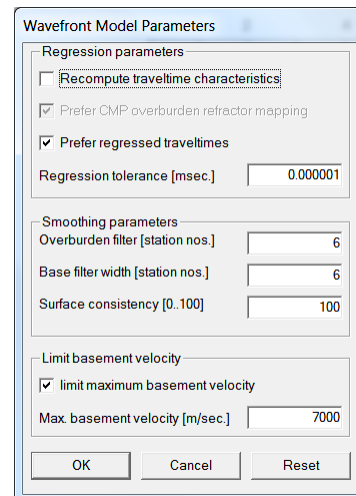 Wavefront Model Parameters
Regression parameters
Recompute traveltime characteristics
Prefer CMP overburden refractor mapping
Prefer regressed traveltimes
Regression tolerance [msec.] 0.000001
Smoothing parameters
Overburden filter [station nos.] 6
Base filter width [station nos.] 6
Surface consistency [0..100] 100
Limit basement velocity
limit maximum basement velocity
Max. basement velocity [m/sec.] 7000
OK Cancel Reset